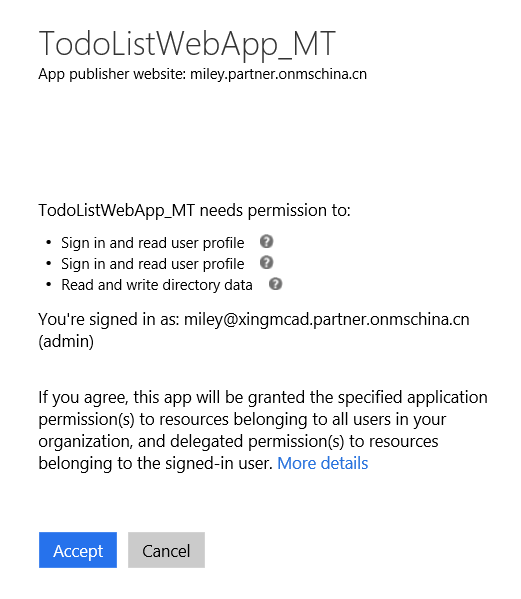 TodoListWebApp_MT
App publisher website: miley.partner.onmschina.cn
TodoListWebApp_MT needs permission to:
• Sign in and read user profile ?
• Sign in and read user profile ?
• Read and write directory data ?
You're signed in as: miley@xingmcad.partner.onmschina.cn
(admin)
If you agree, this app will be granted the specified application
permission(s) to resources belonging to all users in your
organization, and delegated permission(s) to resources
belonging to the signed-in user. More details
Accept Cancel